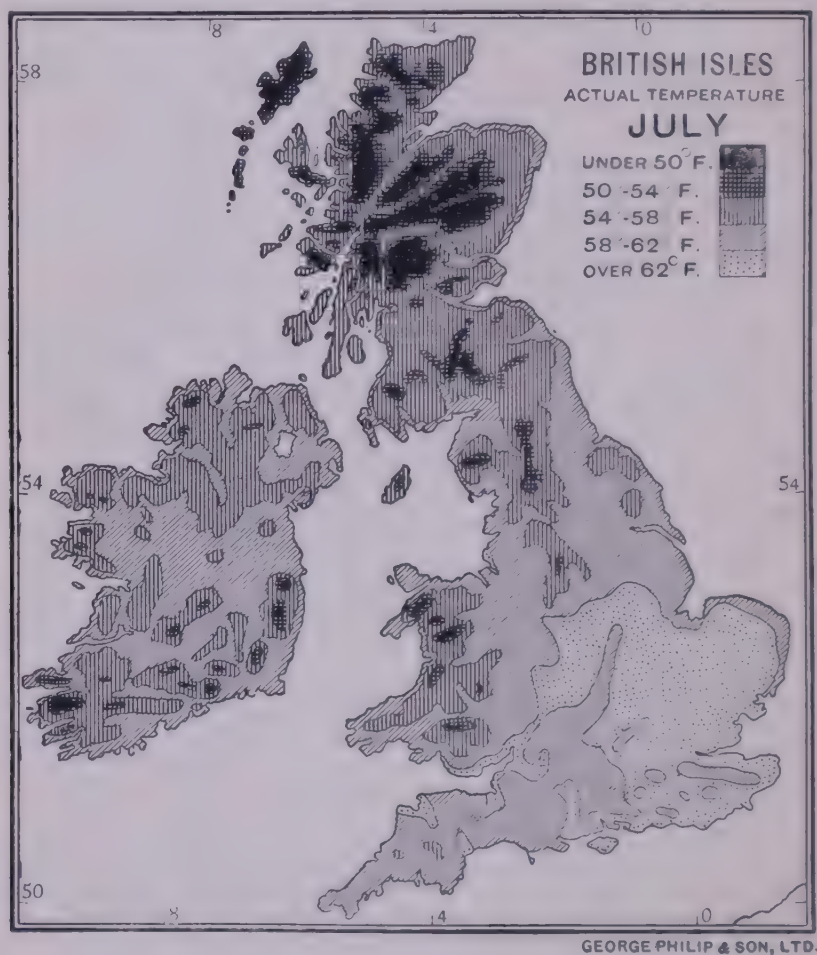 8 4 0
58
BRITISH ISLES
ACTUAL TEMPERATURE
JULY
UNDER 50° F.
50°-54° F.
54°-58° F.
58°-62° F.
OVER 62° F.
54 54
50
8 4 0
GEORGE PHILIP & SON, LTD.